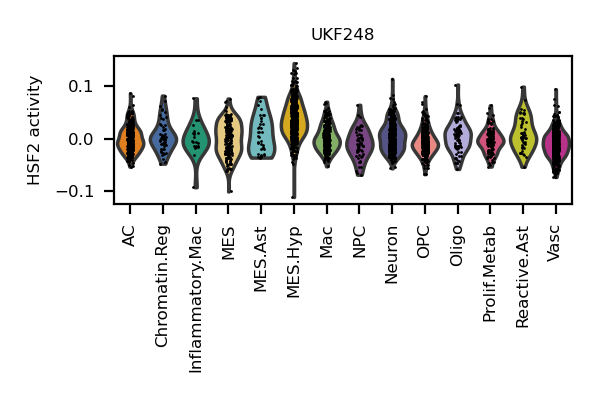 UKF248
HSF2 activity
0.1
0.0
−0.1
AC
Chromatin.Reg
Inflammatory.Mac
MES
MES.Ast
MES.Hyp
Mac
NPC
Neuron
OPC
Oligo
Prolif.Metab
Reactive.Ast
Vasc